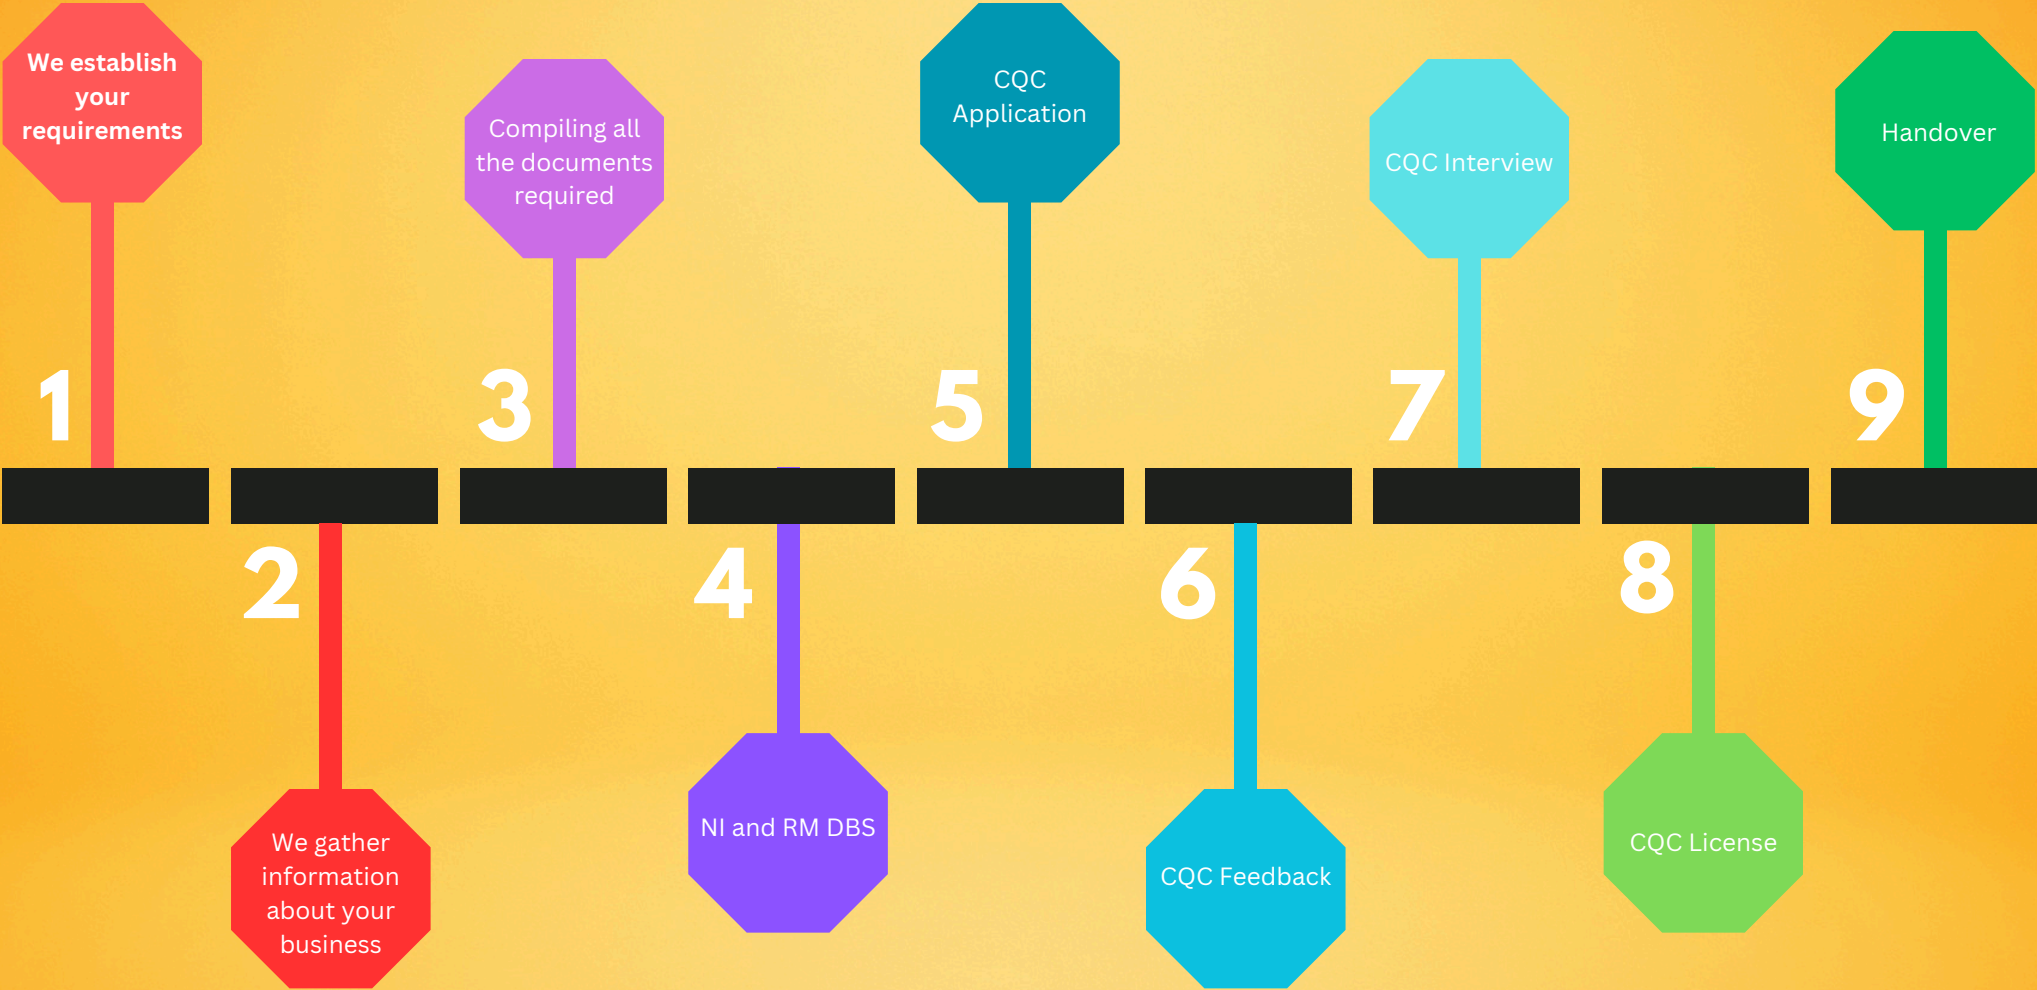 1
We establish
your
requirements
2
We gather
information
about your
business
3
Compiling all
the documents
required
4
NI and RM DBS
5
CQC
Application
6
CQC Feedback
7
CQC Interview
8
CQC License
9
Handover